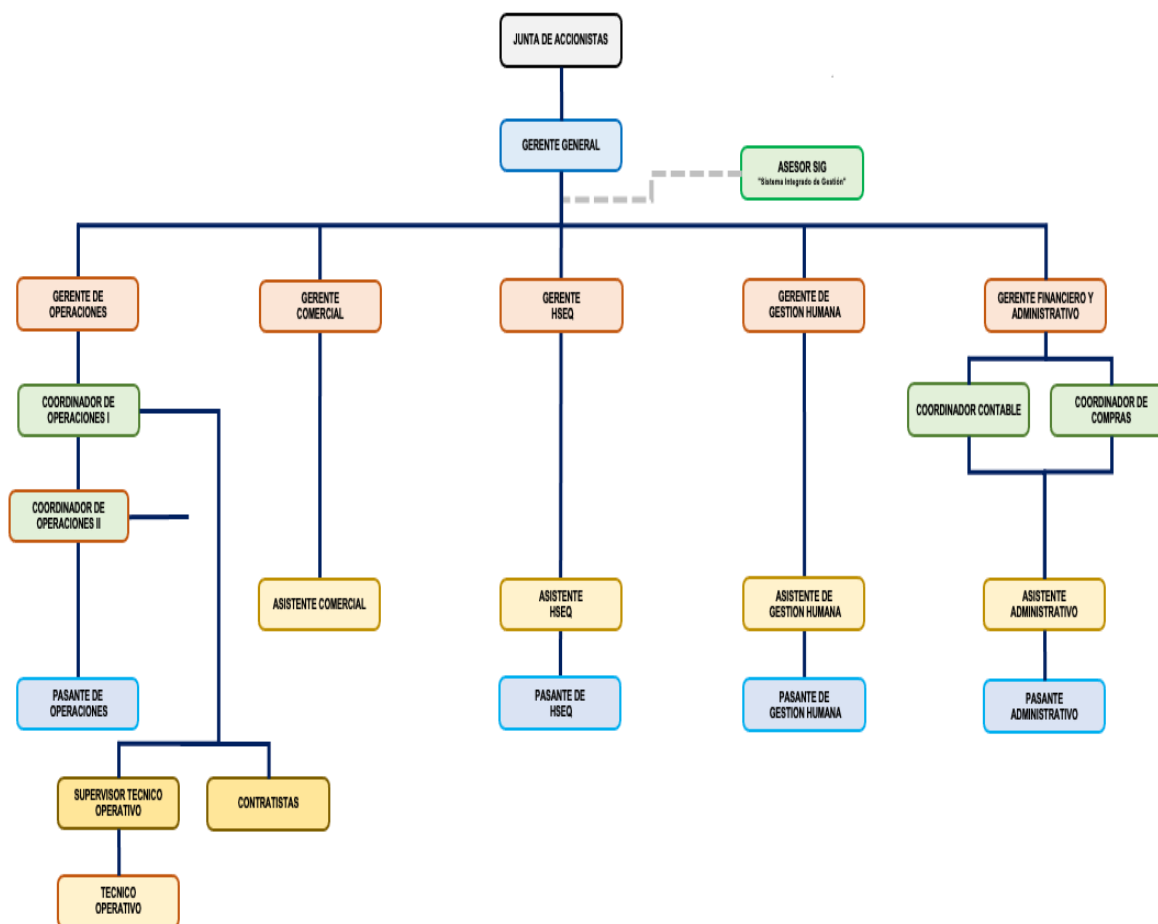 JUNTA DE ACCIONISTAS
GERENTE GENERAL
ASESOR SIG
"Sistema Integrado de Gestión"
GERENTE DE
OPERACIONES
GERENTE
COMERCIAL
GERENTE
HSEQ
GERENTE DE
GESTION HUMANA
GERENTE FINANCIERO Y
ADMINISTRATIVO
COORDINADOR DE
OPERACIONES I
COORDINADOR CONTABLE
COORDINADOR DE
COMPRAS
COORDINADOR DE
OPERACIONES II
ASISTENTE COMERCIAL
ASISTENTE
HSEQ
ASISTENTE DE
GESTION HUMANA
ASISTENTE
ADMINISTRATIVO
PASANTE DE
OPERACIONES
PASANTE DE
HSEQ
PASANTE DE
GESTION HUMANA
PASANTE
ADMINISTRATIVO
SUPERVISOR TECNICO
OPERATIVO
CONTRATISTAS
TECNICO
OPERATIVO